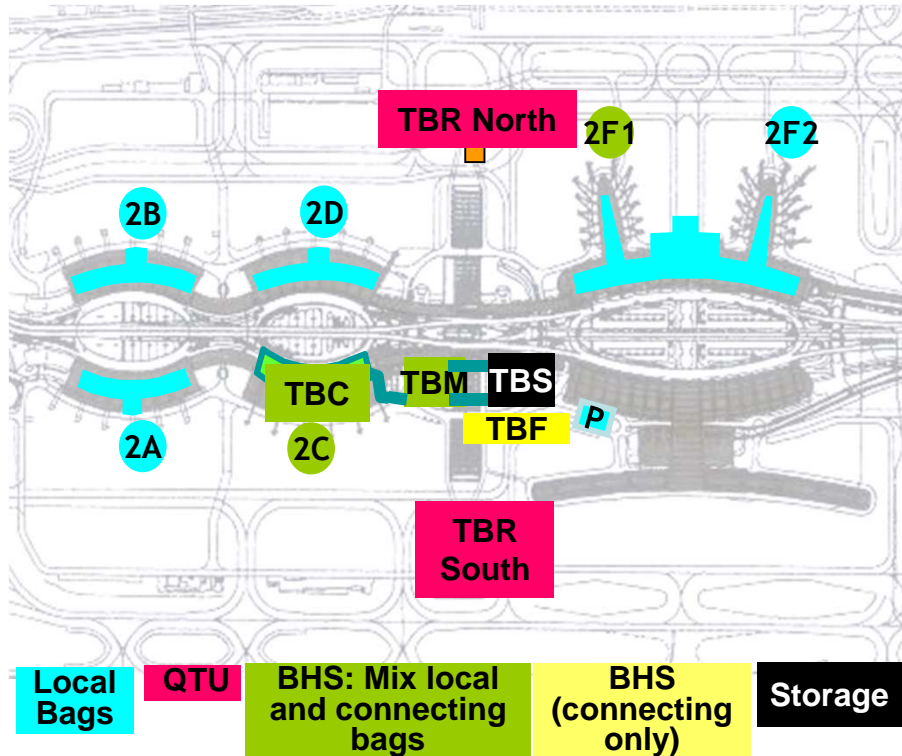 TBR North
2F1
2F2
2B
2D
TBC
TBM
TBS
TBF
P
2A
2C
TBR
South
Local
Bags
QTU
BHS: Mix local
and connecting
bags
BHS
(connecting
only)
Storage